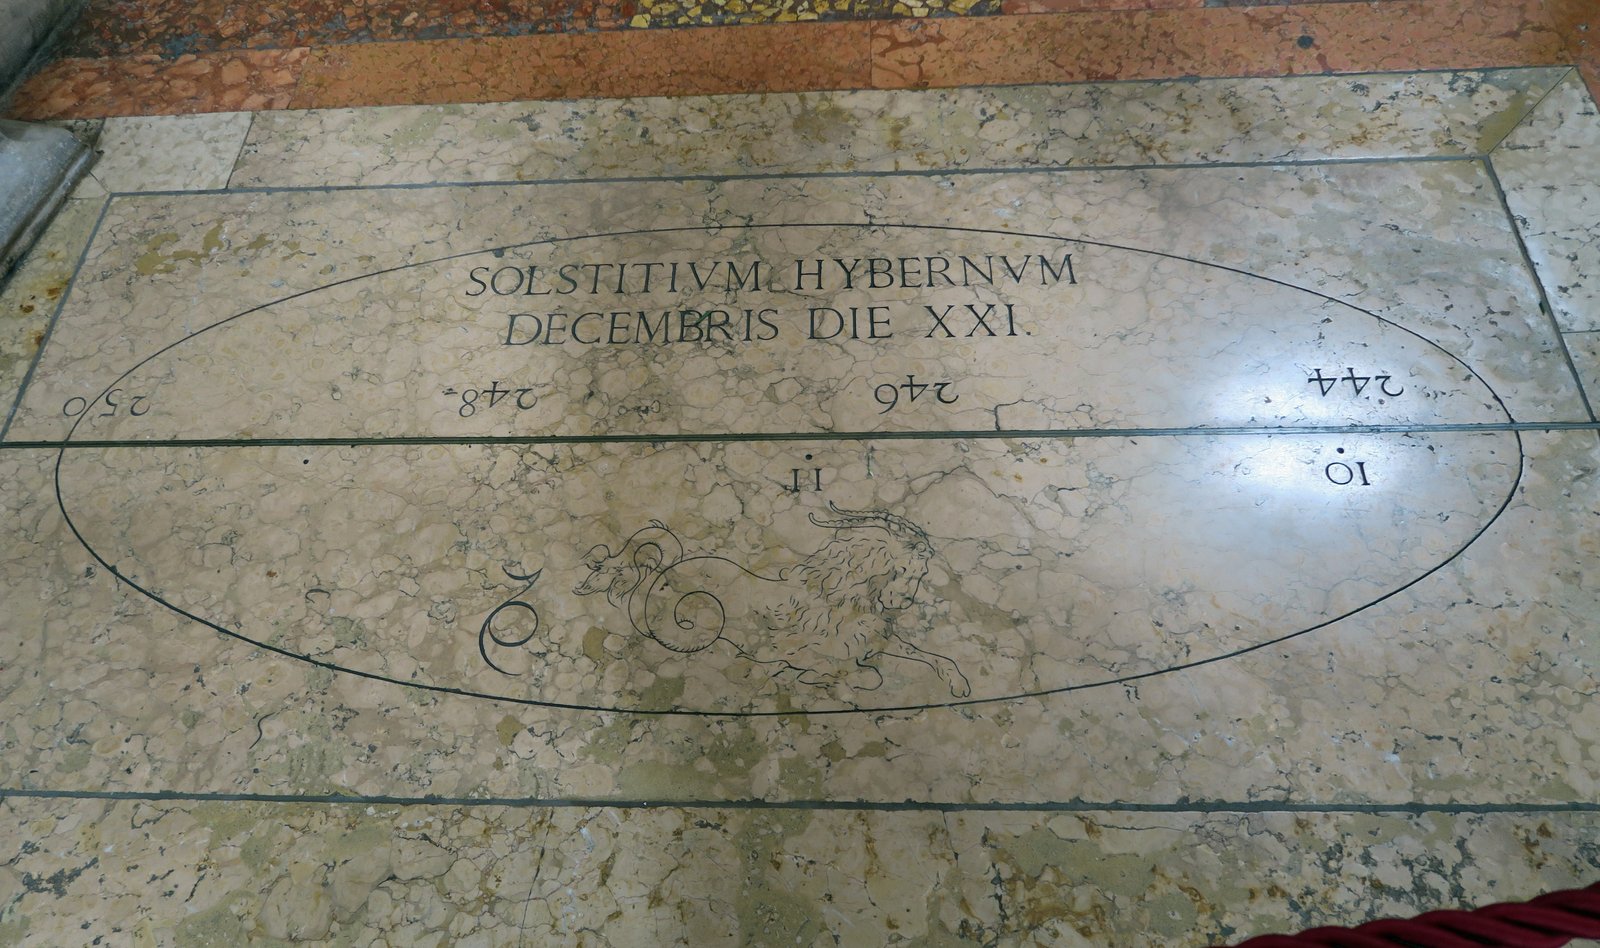 SOLSTITIVM HYBERNVM
DECEMBRIS DIE XXI.
250 248 246 244
11 10